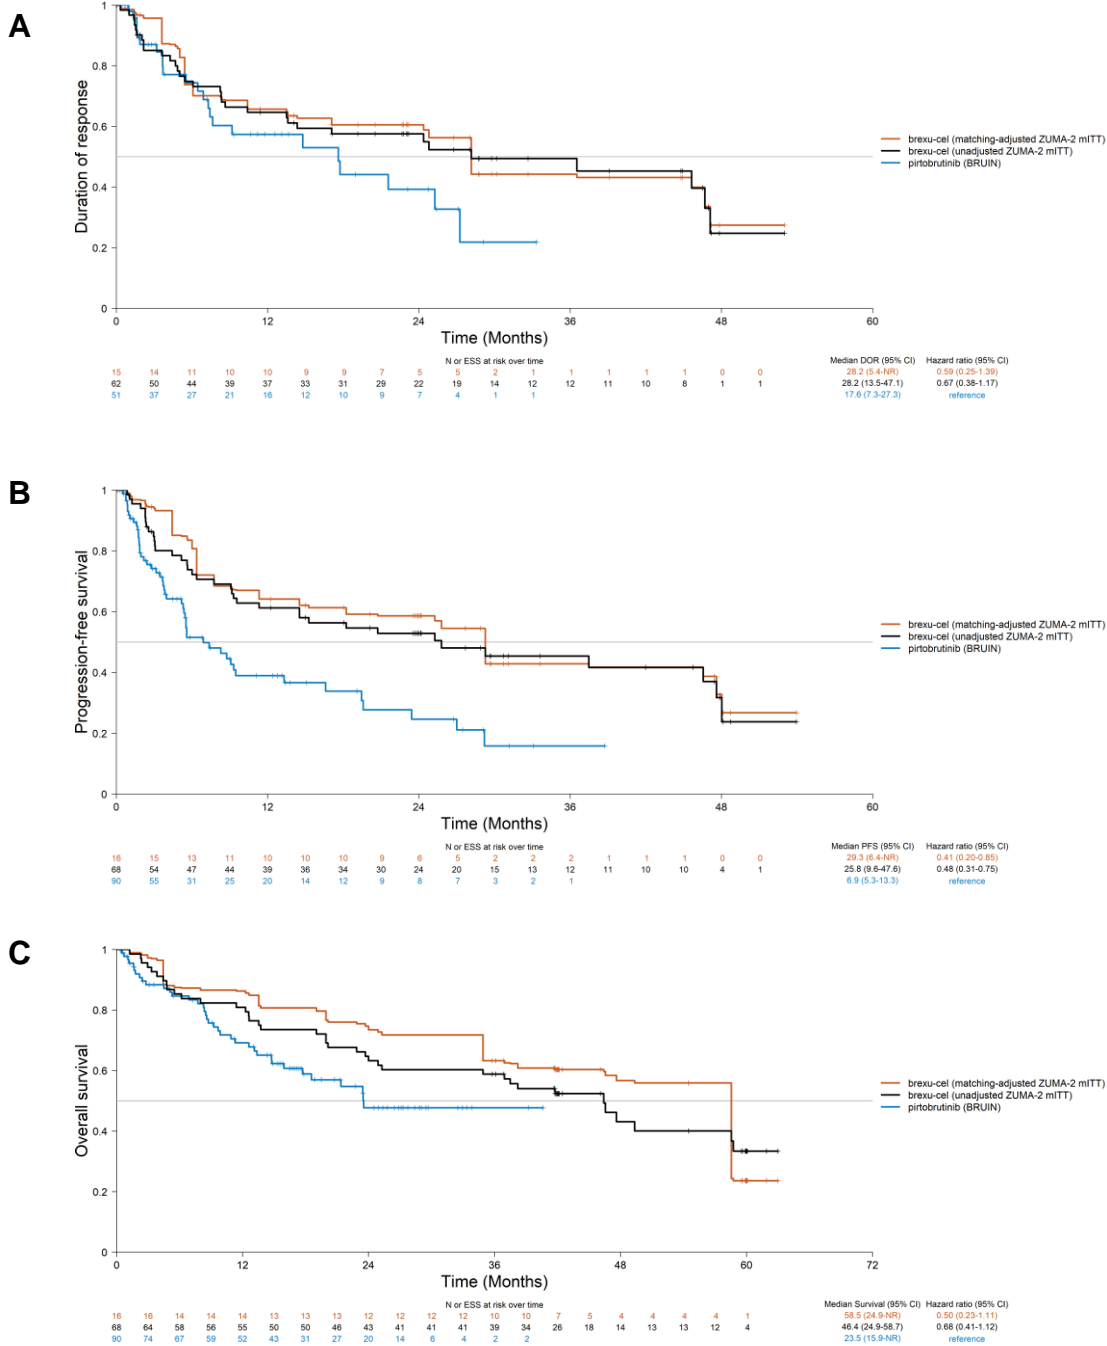 A
1
0.8
0.6
0.4
0.2
0
Duration of response
0 12 24 36 48 60
Time (Months)
brexu-cel (matching-adjusted ZUMA-2 mITT)
brexu-cel (unadjusted ZUMA-2 mITT)
pirtobrutinib (BRUIN)
N or ESS at risk over time Median DOR (95% CI) Hazard ratio (95% CI)
15 14 11 10 10 9 9 7 5 5 2 1 1 1 1 1 0 0 28.2 (5.4-NR) 0.59 (0.25-1.39)
62 50 44 39 37 33 31 29 22 19 14 12 12 11 10 8 1 1 28.2 (13.5-47.1) 0.67 (0.38-1.17)
51 37 27 21 16 12 10 9 7 4 1 1 17.6 (7.3-27.3) reference
B
1
0.8
0.6
0.4
0.2
0
Progression-free survival
0 12 24 36 48 60
Time (Months)
brexu-cel (matching-adjusted ZUMA-2 mITT)
brexu-cel (unadjusted ZUMA-2 mITT)
pirtobrutinib (BRUIN)
N or ESS at risk over time Median PFS (95% CI) Hazard ratio (95% CI)
16 15 13 11 10 10 10 9 6 5 2 2 2 1 1 1 0 0 29.3 (6.4-NR) 0.41 (0.20-0.85)
68 54 47 44 39 36 34 30 24 20 15 13 12 11 10 10 4 1 25.8 (9.6-47.6) 0.48 (0.31-0.75)
90 55 31 25 20 14 12 9 8 7 3 2 1 6.9 (5.3-13.3) reference
C
1
0.8
0.6
0.4
0.2
0
Overall survival
0 12 24 36 48 60 72
Time (Months)
brexu-cel (matching-adjusted ZUMA-2 mITT)
brexu-cel (unadjusted ZUMA-2 mITT)
pirtobrutinib (BRUIN)
N or ESS at risk over time Median Survival (95% CI) Hazard ratio (95% CI)
16 16 14 14 14 13 13 13 12 12 12 12 10 10 7 5 4 4 4 4 1 58.5 (24.9-NR) 0.50 (0.23-1.11)
68 64 58 56 55 50 50 46 43 41 41 41 39 34 26 18 14 13 13 12 4 46.4 (24.9-58.7) 0.68 (0.41-1.12)
90 74 67 59 52 43 31 27 20 14 6 4 2 2 23.5 (15.9-NR) reference